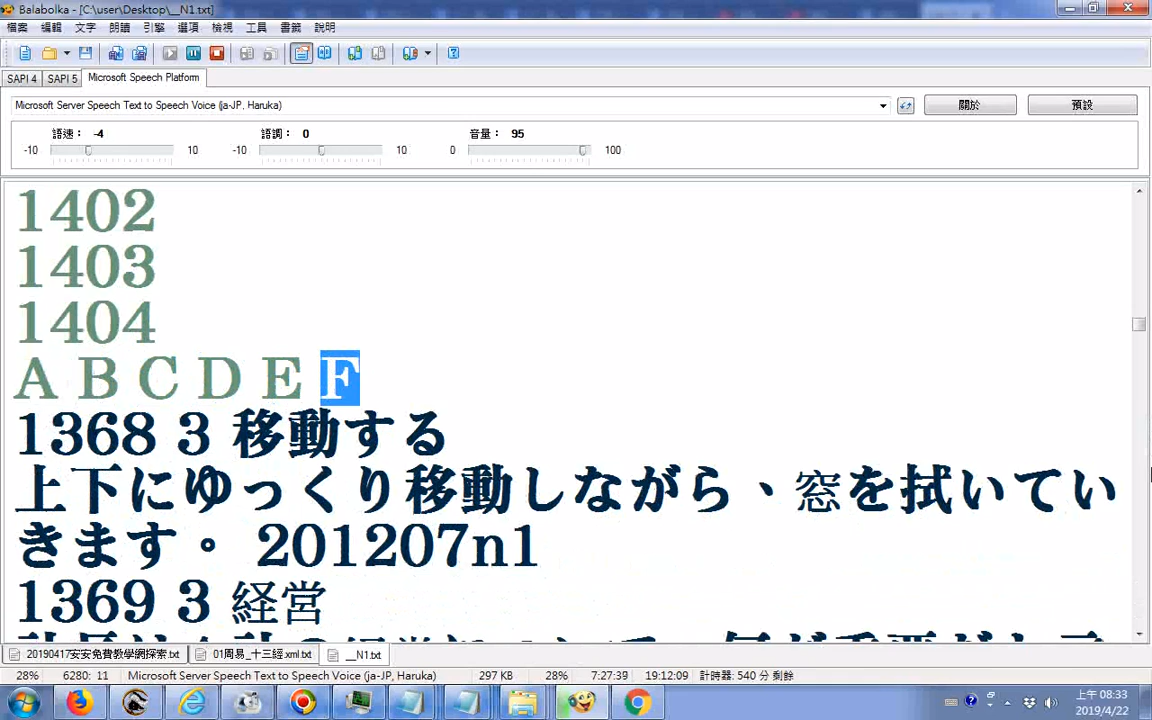 Balabolka - [C:\user\Desktop\__N1.txt]
檔案 編輯 文字 朗讀 引擎 選項 檢視 工具 書籤 說明
SAPI 4 SAPI 5 Microsoft Speech Platform
Microsoft Server Speech Text to Speech Voice (ja-JP, Haruka) 關於 預設
語速： -4 語調： 0 音量： 95
-10 10 -10 10 0 100
1402
1403
1404
A B C D E F
1368 3 移動する
上下にゆっくり移動しながら、窓を拭いてい
きます。 201207n1
1369 3 経営
20190417安安免費教學網探索.txt 01周易_十三經.xml.txt __N1.txt
28% 6280: 11 Microsoft Server Speech Text to Speech Voice (ja-JP, Haruka) 297 KB 28% 7:27:39 19:12:09 計時器: 540 分 剩餘
上午 08:33
2019/4/22